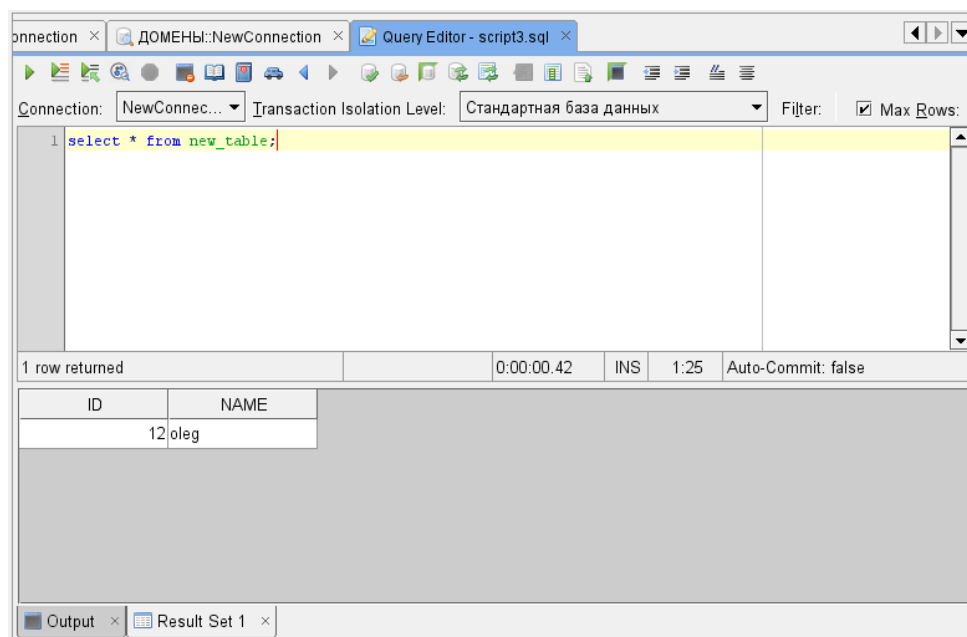 onnection × ДОМЕНЫ::NewConnection × Query Editor - script3.sql ×
Connection: NewConnec... Transaction Isolation Level: Стандартная база данных Filter: Max Rows:
1 select * from new_table;
1 row returned 0:00:00.42 INS 1:25 Auto-Commit: false
ID NAME
12 oleg
Output × Result Set 1 ×